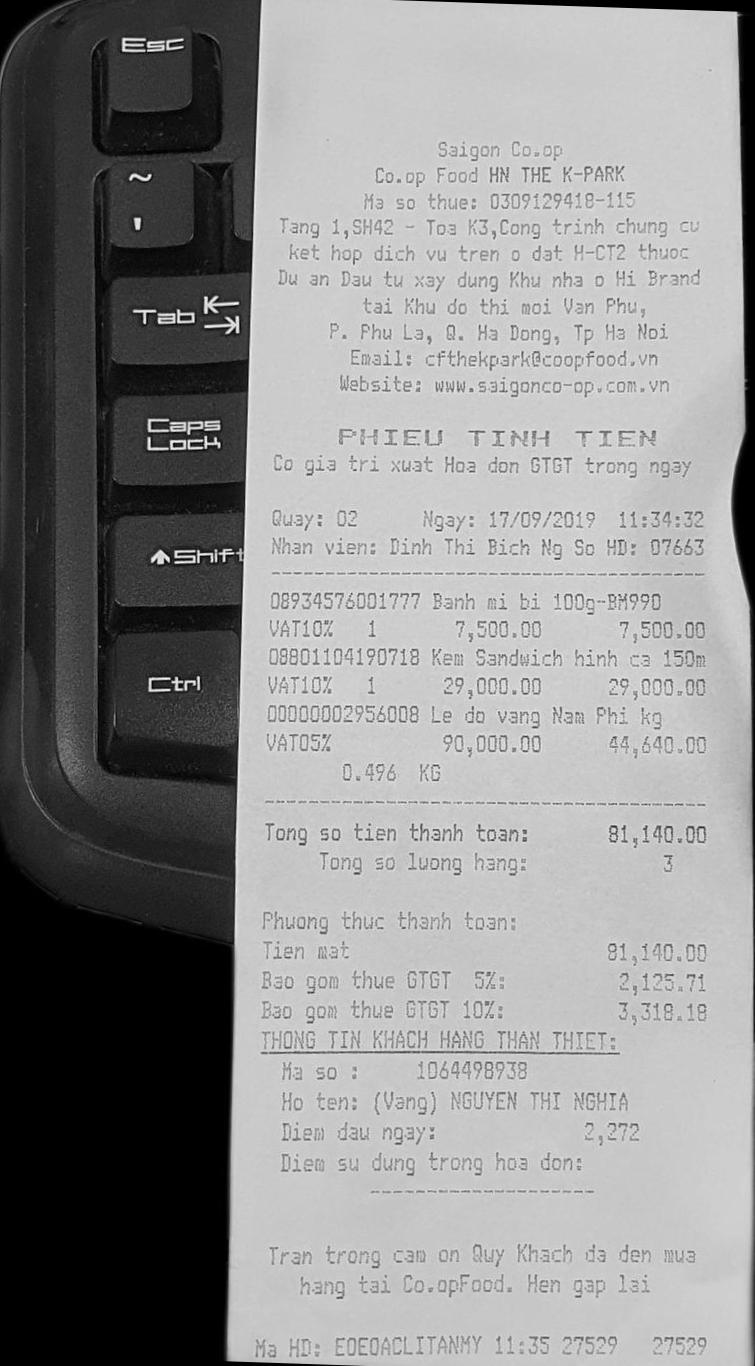 Esc
~
'
Tab
Caps
Lock
Shift
Ctrl
Saigon Co.op
Co.op Food HN THE K-PARK
Ma so thue: 0309129418-115
Tang 1,SH42 - Toa K3,Cong trinh chung cu
ket hop dich vu tren o dat H-CT2 thuoc
Du an Dau tu xay dung Khu nha o Hi Brand
tai Khu do thi moi Van Phu,
P. Phu La, Q. Ha Dong, Tp Ha Noi
Email: cfthekpark@coopfood.vn
Website: www.saigonco-op.com.vn
PHIEU TINH TIEN
Co gia tri xuat Hoa don GTGT trong ngay
Quay: 02 Ngay: 17/09/2019 11:34:32
Nhan vien: Dinh Thi Bich Ng So HD: 07663
08934576001777 Banh mi bi 100g-BM990
VAT10% 1 7,500.00 7,500.00
08801104190718 Kem Sandwich hinh ca 150m
VAT10% 1 29,000.00 29,000.00
00000002956008 Le do vang Nam Phi kg
VAT05% 90,000.00 44,640.00
0.496 KG
Tong so tien thanh toan: 81,140.00
Tong so luong hang: 3
Phuong thuc thanh toan:
Tien mat 81,140.00
Bao gom thue GTGT 5%: 2,125.71
Bao gom thue GTGT 10%: 3,318.18
THONG TIN KHACH HANG THAN THIET:
Ma so : 1064498938
Ho ten: (Vang) NGUYEN THI NGHIA
Diem dau ngay: 2,272
Diem su dung trong hoa don:
Tran trong cam on Quy Khach da den mua
hang tai Co.opFood. Hen gap lai
Ma HD: EOEOACLITANMY 11:35 27529 27529